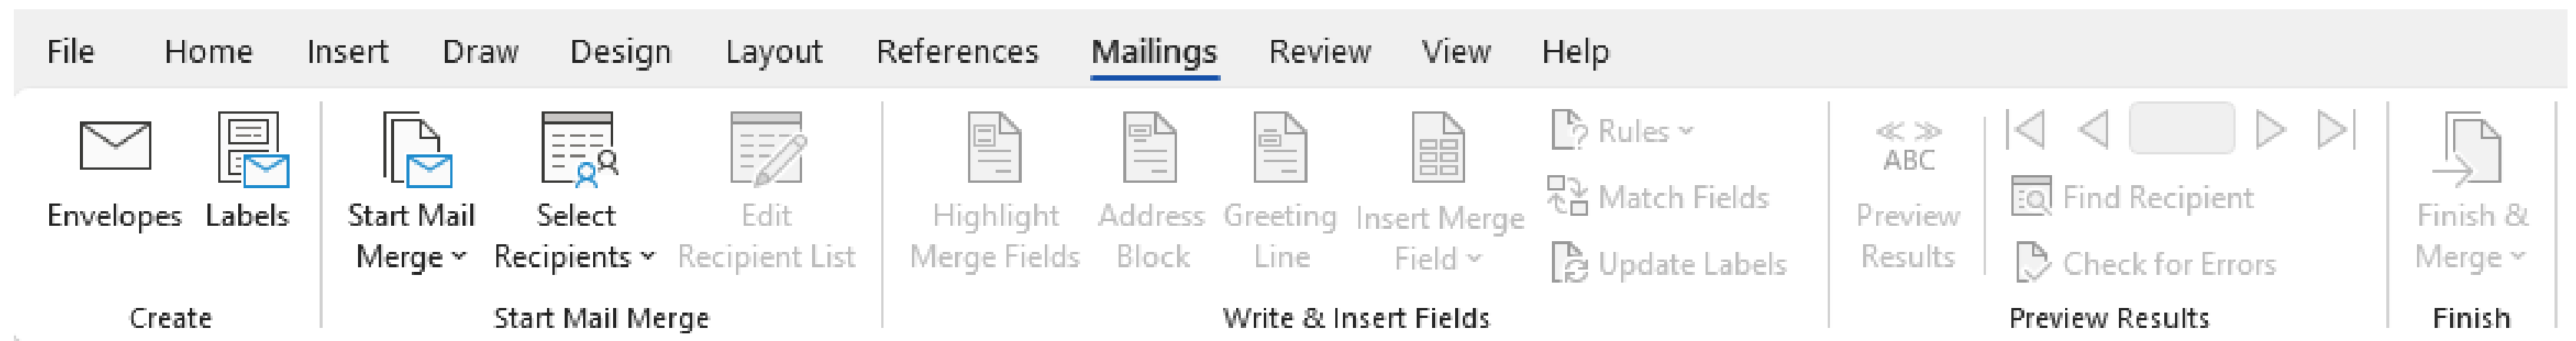 File Home Insert Draw Design Layout References Mailings Review View Help
Envelopes
Labels
Create
Start Mail
Merge
Select
Recipients
Edit
Recipient List
Start Mail Merge
Highlight
Merge Fields
Address
Block
Greeting
Line
Insert Merge
Field
Rules
Match Fields
Update Labels
Write & Insert Fields
ABC
Preview
Results
Find Recipient
Check for Errors
Preview Results
Finish &
Merge
Finish